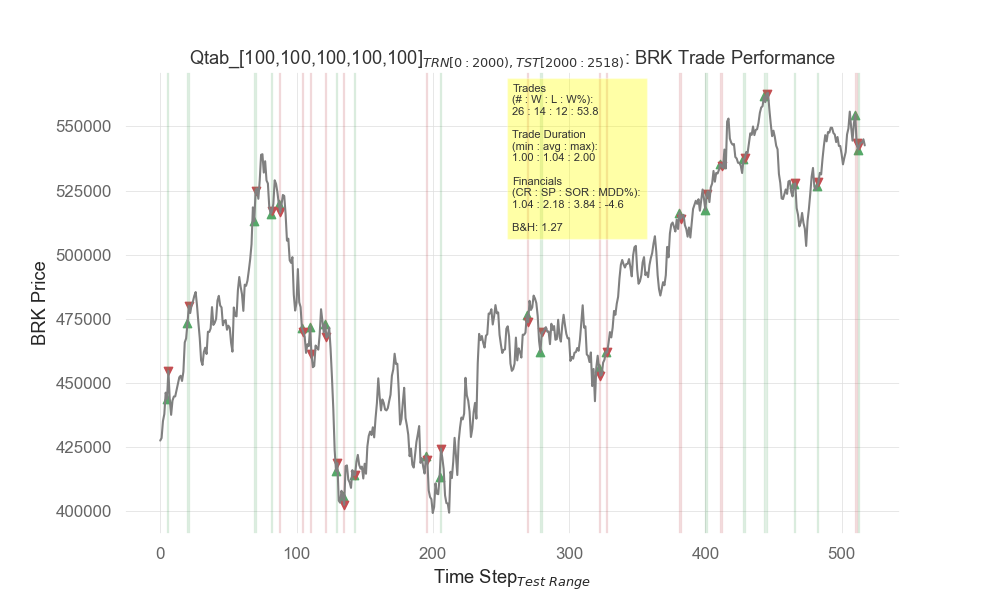 Qtab_[100,100,100,100,100]TRN[0 : 2000), TST[2000 : 2518): BRK Trade Performance
Trades
(# : W : L : W%):
26 : 14 : 12 : 53.8
Trade Duration
(min : avg : max):
1.00 : 1.04 : 2.00
Financials
(CR : SP : SOR : MDD%):
1.04 : 2.18 : 3.84 : -4.6
B&H: 1.27
BRK Price
550000
525000
500000
475000
450000
425000
400000
0 100 200 300 400 500
Time StepTest Range